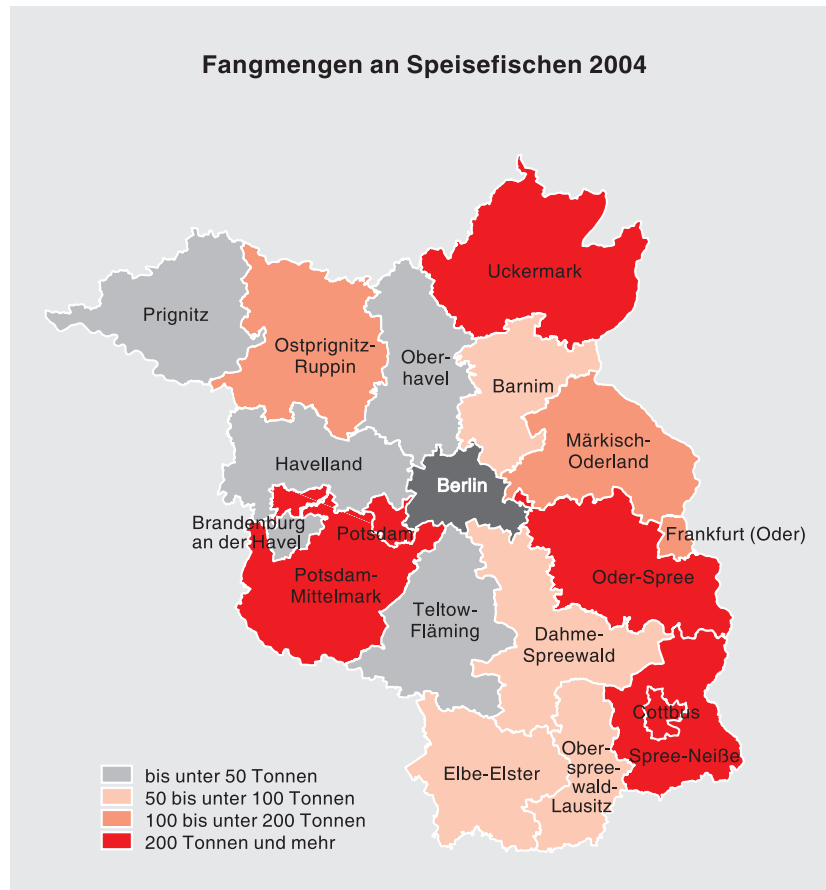 Fangmengen an Speisefischen 2004
Uckermark
Prignitz
Ostprignitz-
Ruppin
Ober-
havel
Barnim
Märkisch-
Oderland
Havelland
Berlin
Brandenburg
an der Havel
Potsdam
Frankfurt (Oder)
Potsdam-
Mittelmark
Oder-Spree
Teltow-
Fläming
Dahme-
Spreewald
Cottbus
Spree-Neiße
Elbe-Elster
Ober-
spree-
wald-
Lausitz
bis unter 50 Tonnen
50 bis unter 100 Tonnen
100 bis unter 200 Tonnen
200 Tonnen und mehr